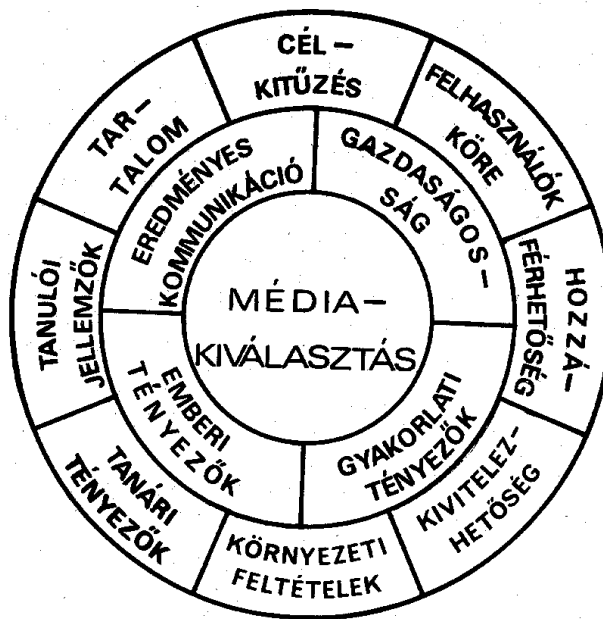 CÉL –
KITŰZÉS
FELHASZNÁLÓK
KÖRE
HOZZÁ–
FÉRHETŐSÉG
KIVITELEZ–
HETŐSÉG
KÖRNYEZETI
FELTÉTELEK
TANÁRI
TÉNYEZŐK
TANULÓI
JELLEMZŐK
TAR –
TALOM
EREDMÉNYES
KOMMUNIKÁCIÓ
GAZDASÁGOS –
SÁG
GYAKORLATI
TÉNYEZŐK
EMBERI
TÉNYEZŐK
MÉDIA–
KIVÁLASZTÁS